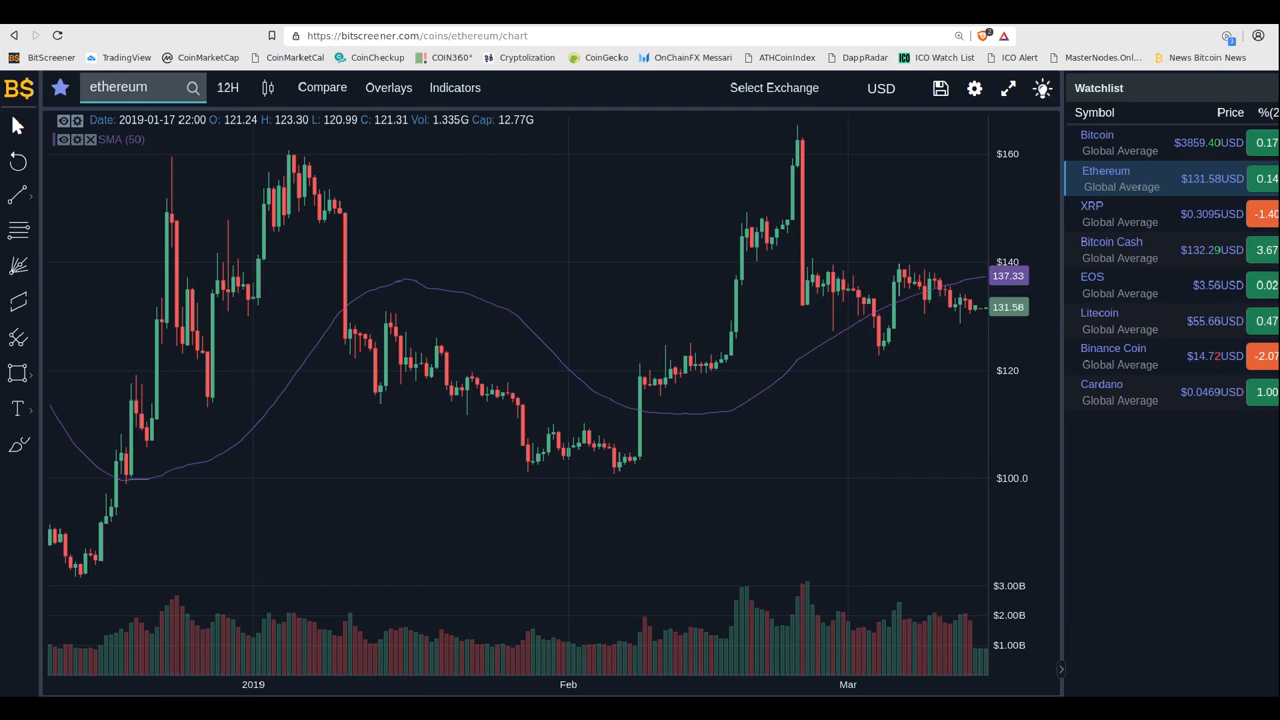 https://bitscreener.com/coins/ethereum/chart
BitScreener TradingView CoinMarketCap CoinMarketCal CoinCheckup COIN360° Cryptolization CoinGecko OnChainFX Messari ATHCoinIndex DappRadar ICO Watch List ICO Alert MasterNodes.Onl... News Bitcoin News
B$ ethereum 12H Compare Overlays Indicators Select Exchange USD
Watchlist
Symbol Price %(2
Date: 2019-01-17 22:00 O: 121.24 H: 123.30 L: 120.99 C: 121.31 Vol: 1.335G Cap: 12.77G
SMA (50)
Bitcoin
Global Average $3859.40USD 0.17
Ethereum
Global Average $131.58USD 0.14
XRP
Global Average $0.3095USD -1.40
Bitcoin Cash
Global Average $132.29USD 3.67
EOS
Global Average $3.56USD 0.02
Litecoin
Global Average $55.66USD 0.47
Binance Coin
Global Average $14.72USD -2.07
Cardano
Global Average $0.0469USD 1.00
$160
$140
137.33
131.58
$120
$100.0
$3.00B
$2.00B
$1.00B
2019 Feb Mar